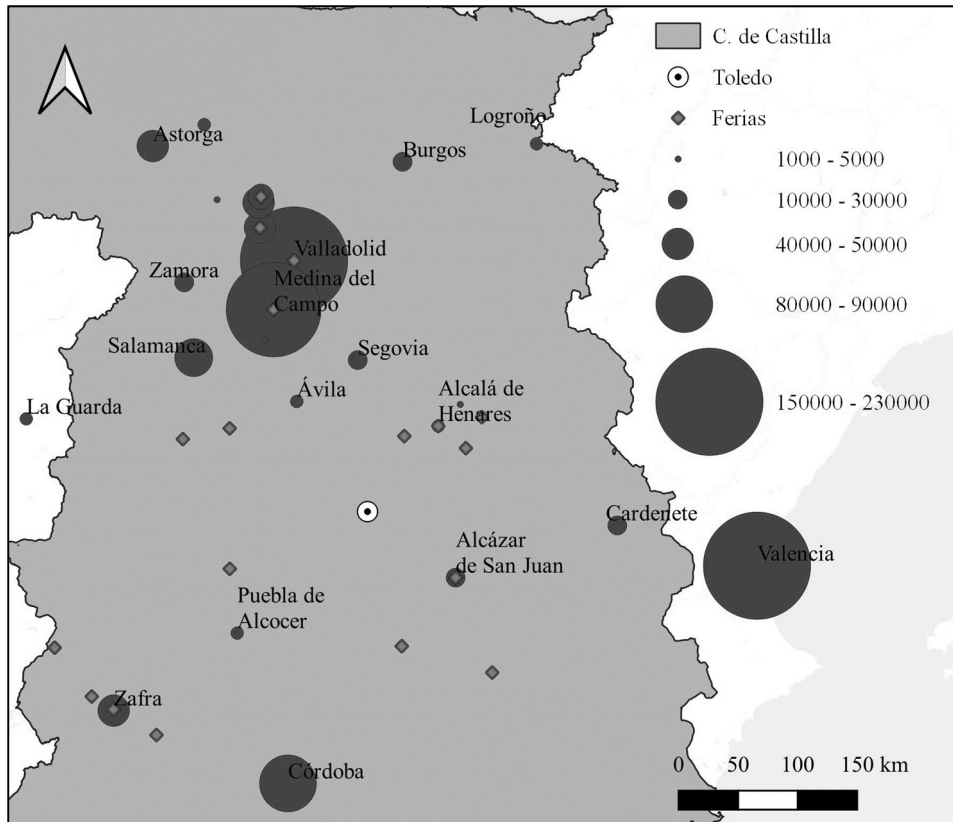 C. de Castilla
Toledo
Ferias
1000 - 5000
10000 - 30000
40000 - 50000
80000 - 90000
150000 - 230000
Logroño
Astorga
Burgos
Valladolid
Zamora
Medina del
Campo
Salamanca
Segovia
Ávila
Alcalá de
Henares
La Guarda
Cardenete
Alcázar
de San Juan
Valencia
Puebla de
Alcocer
Zafra
Córdoba
0 50 100 150 km